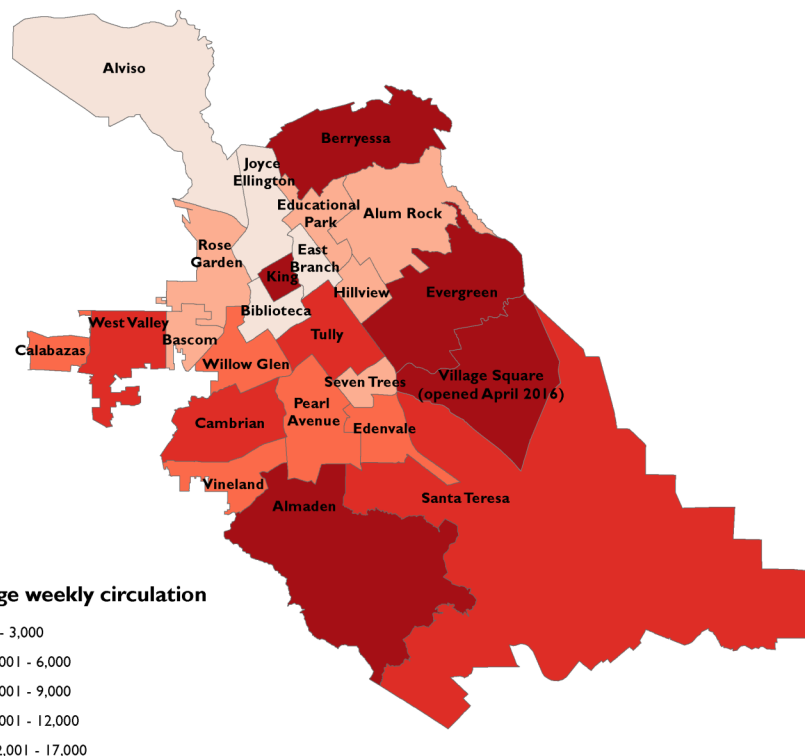 Alviso
Berryessa
Joyce
Ellington
Educational
Park
Alum Rock
Rose
Garden
East
Branch
King
Hillview
Evergreen
Biblioteca
West Valley
Tully
Bascom
Calabazas
Willow Glen
Seven Trees
Village Square
(opened April 2016)
Pearl
Avenue
Cambrian
Edenvale
Vineland
Santa Teresa
Almaden
ge weekly circulation
- 3,000
001 - 6,000
001 - 9,000
001 - 12,000
2,001 - 17,000